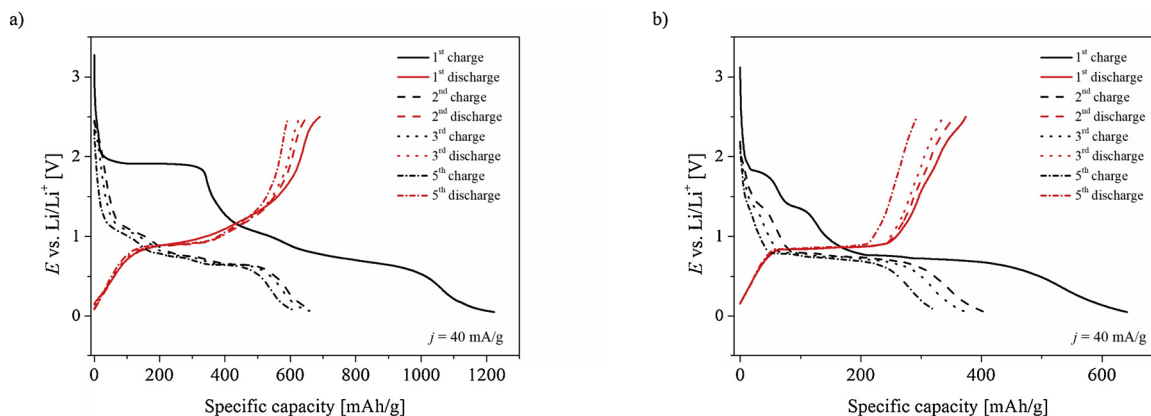 a)
3
2
1
0
E vs. Li/Li⁺ [V]
1ˢᵗ charge
1ˢᵗ discharge
2ⁿᵈ charge
2ⁿᵈ discharge
3ʳᵈ charge
3ʳᵈ discharge
5ᵗʰ charge
5ᵗʰ discharge
j = 40 mA/g
0 200 400 600 800 1000 1200
Specific capacity [mAh/g]
b)
3
2
1
0
E vs. Li/Li⁺ [V]
1ˢᵗ charge
1ˢᵗ discharge
2ⁿᵈ charge
2ⁿᵈ discharge
3ʳᵈ charge
3ʳᵈ discharge
5ᵗʰ charge
5ᵗʰ discharge
j = 40 mA/g
0 200 400 600
Specific capacity [mAh/g]